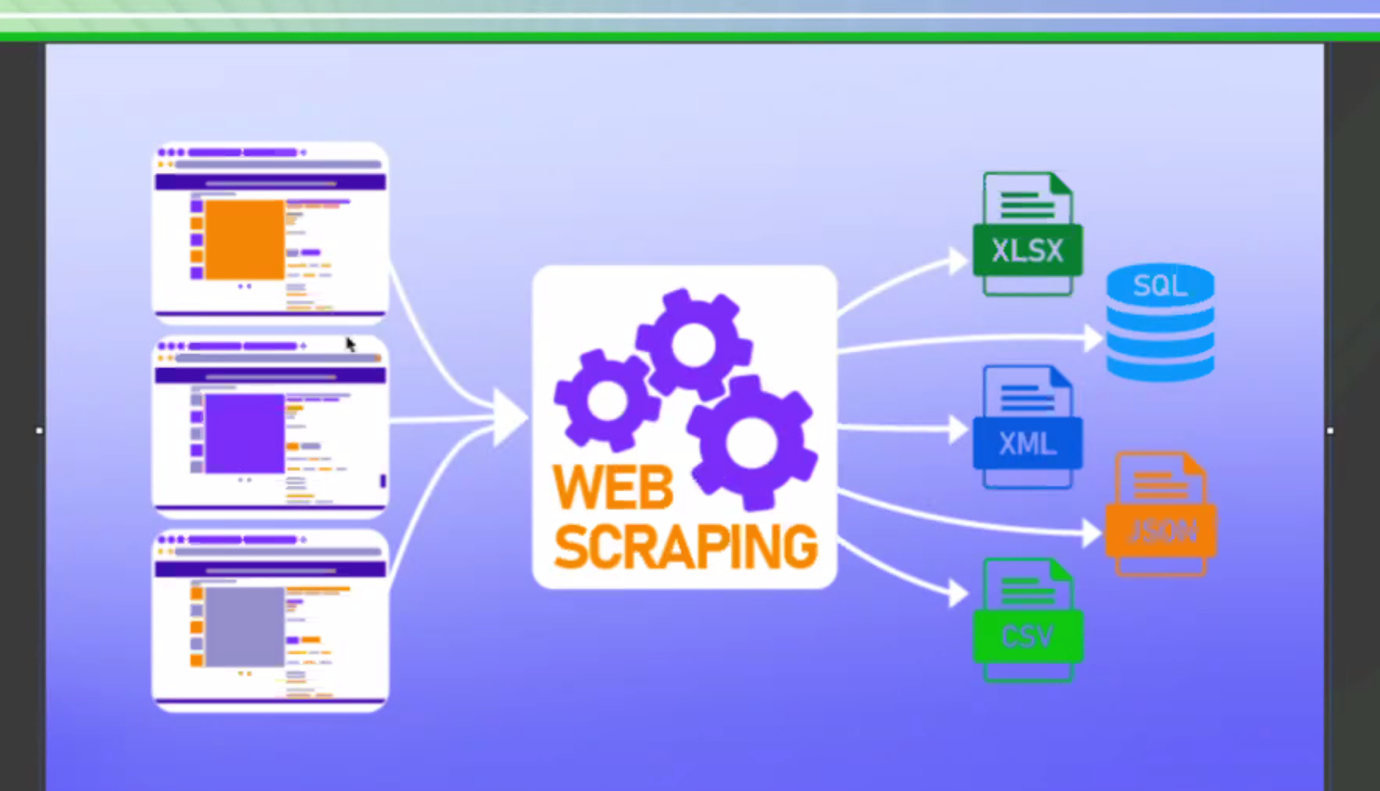 WEB
SCRAPING
XLSX
SQL
XML
JSON
CSV